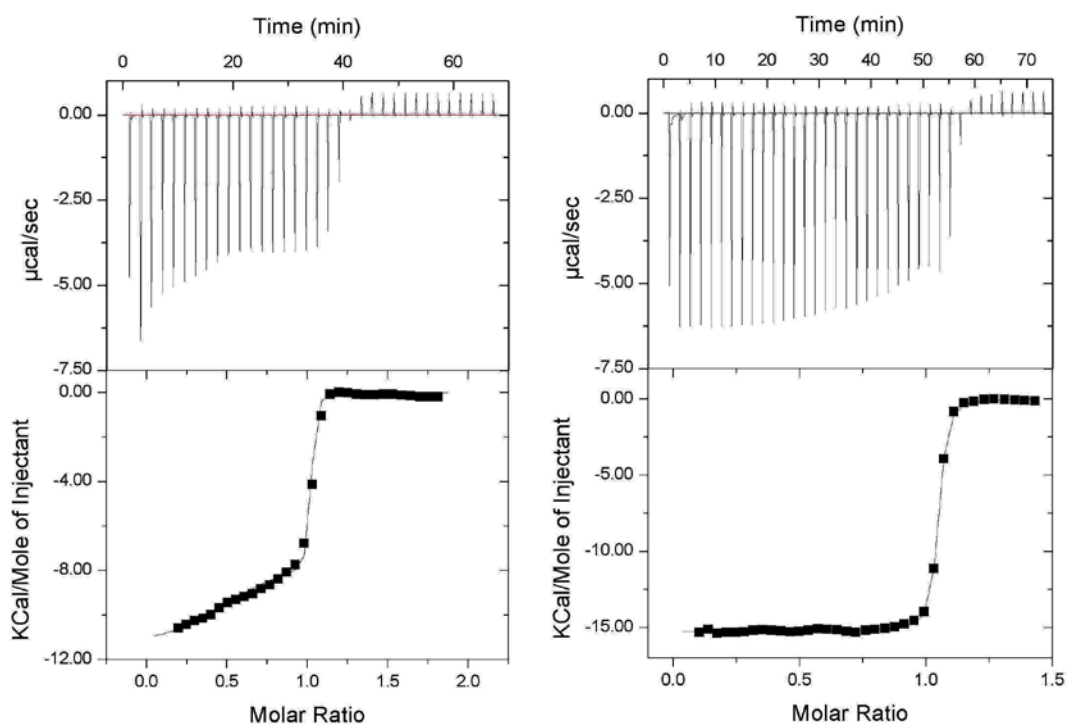 Time (min)
0 20 40 60
0.00
-2.50
-5.00
-7.50
µcal/sec
0.00
-4.00
-8.00
-12.00
KCal/Mole of Injectant
0.0 0.5 1.0 1.5 2.0
Molar Ratio
Time (min)
0 10 20 30 40 50 60 70
0.00
-2.50
-5.00
-7.50
µcal/sec
0.00
-5.00
-10.00
-15.00
KCal/Mole of Injectant
0.0 0.5 1.0 1.5
Molar Ratio